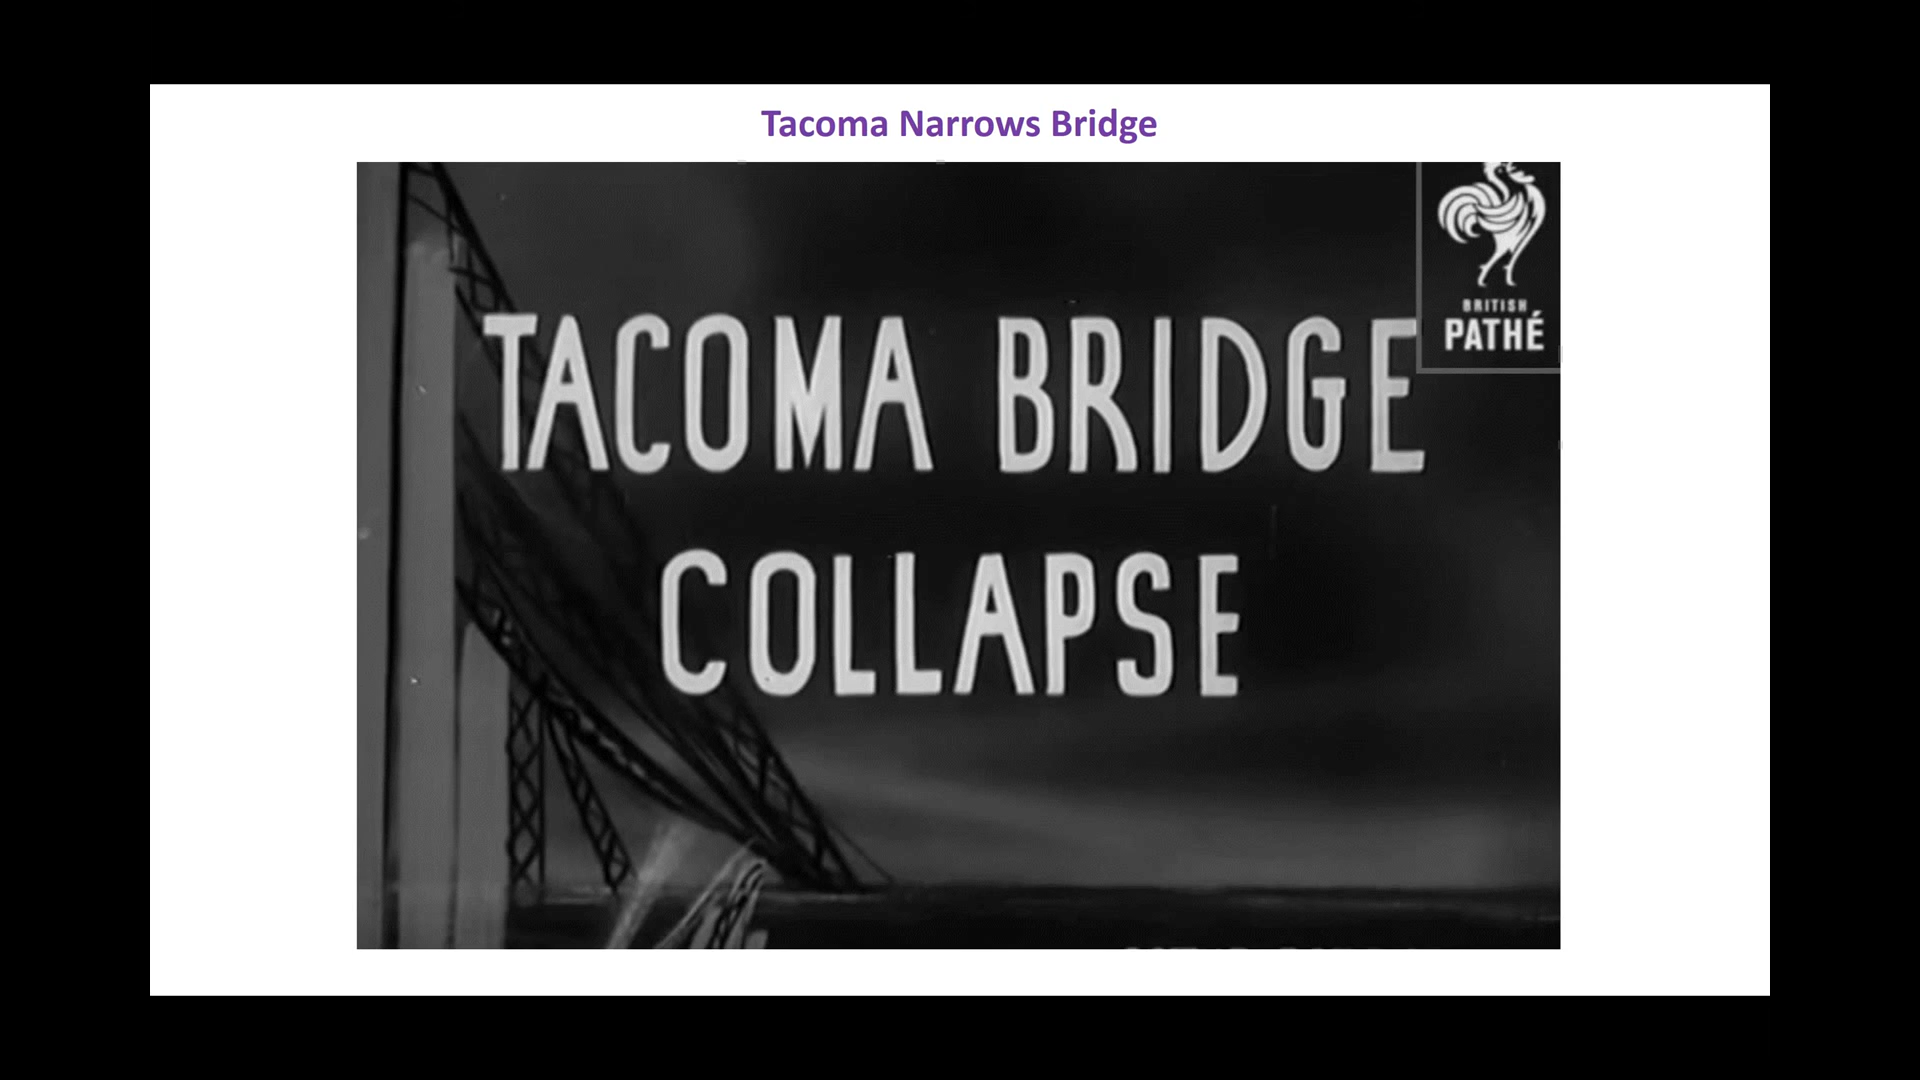 Tacoma Narrows Bridge
BRITISH
PATHÉ
TACOMA BRIDGE
COLLAPSE